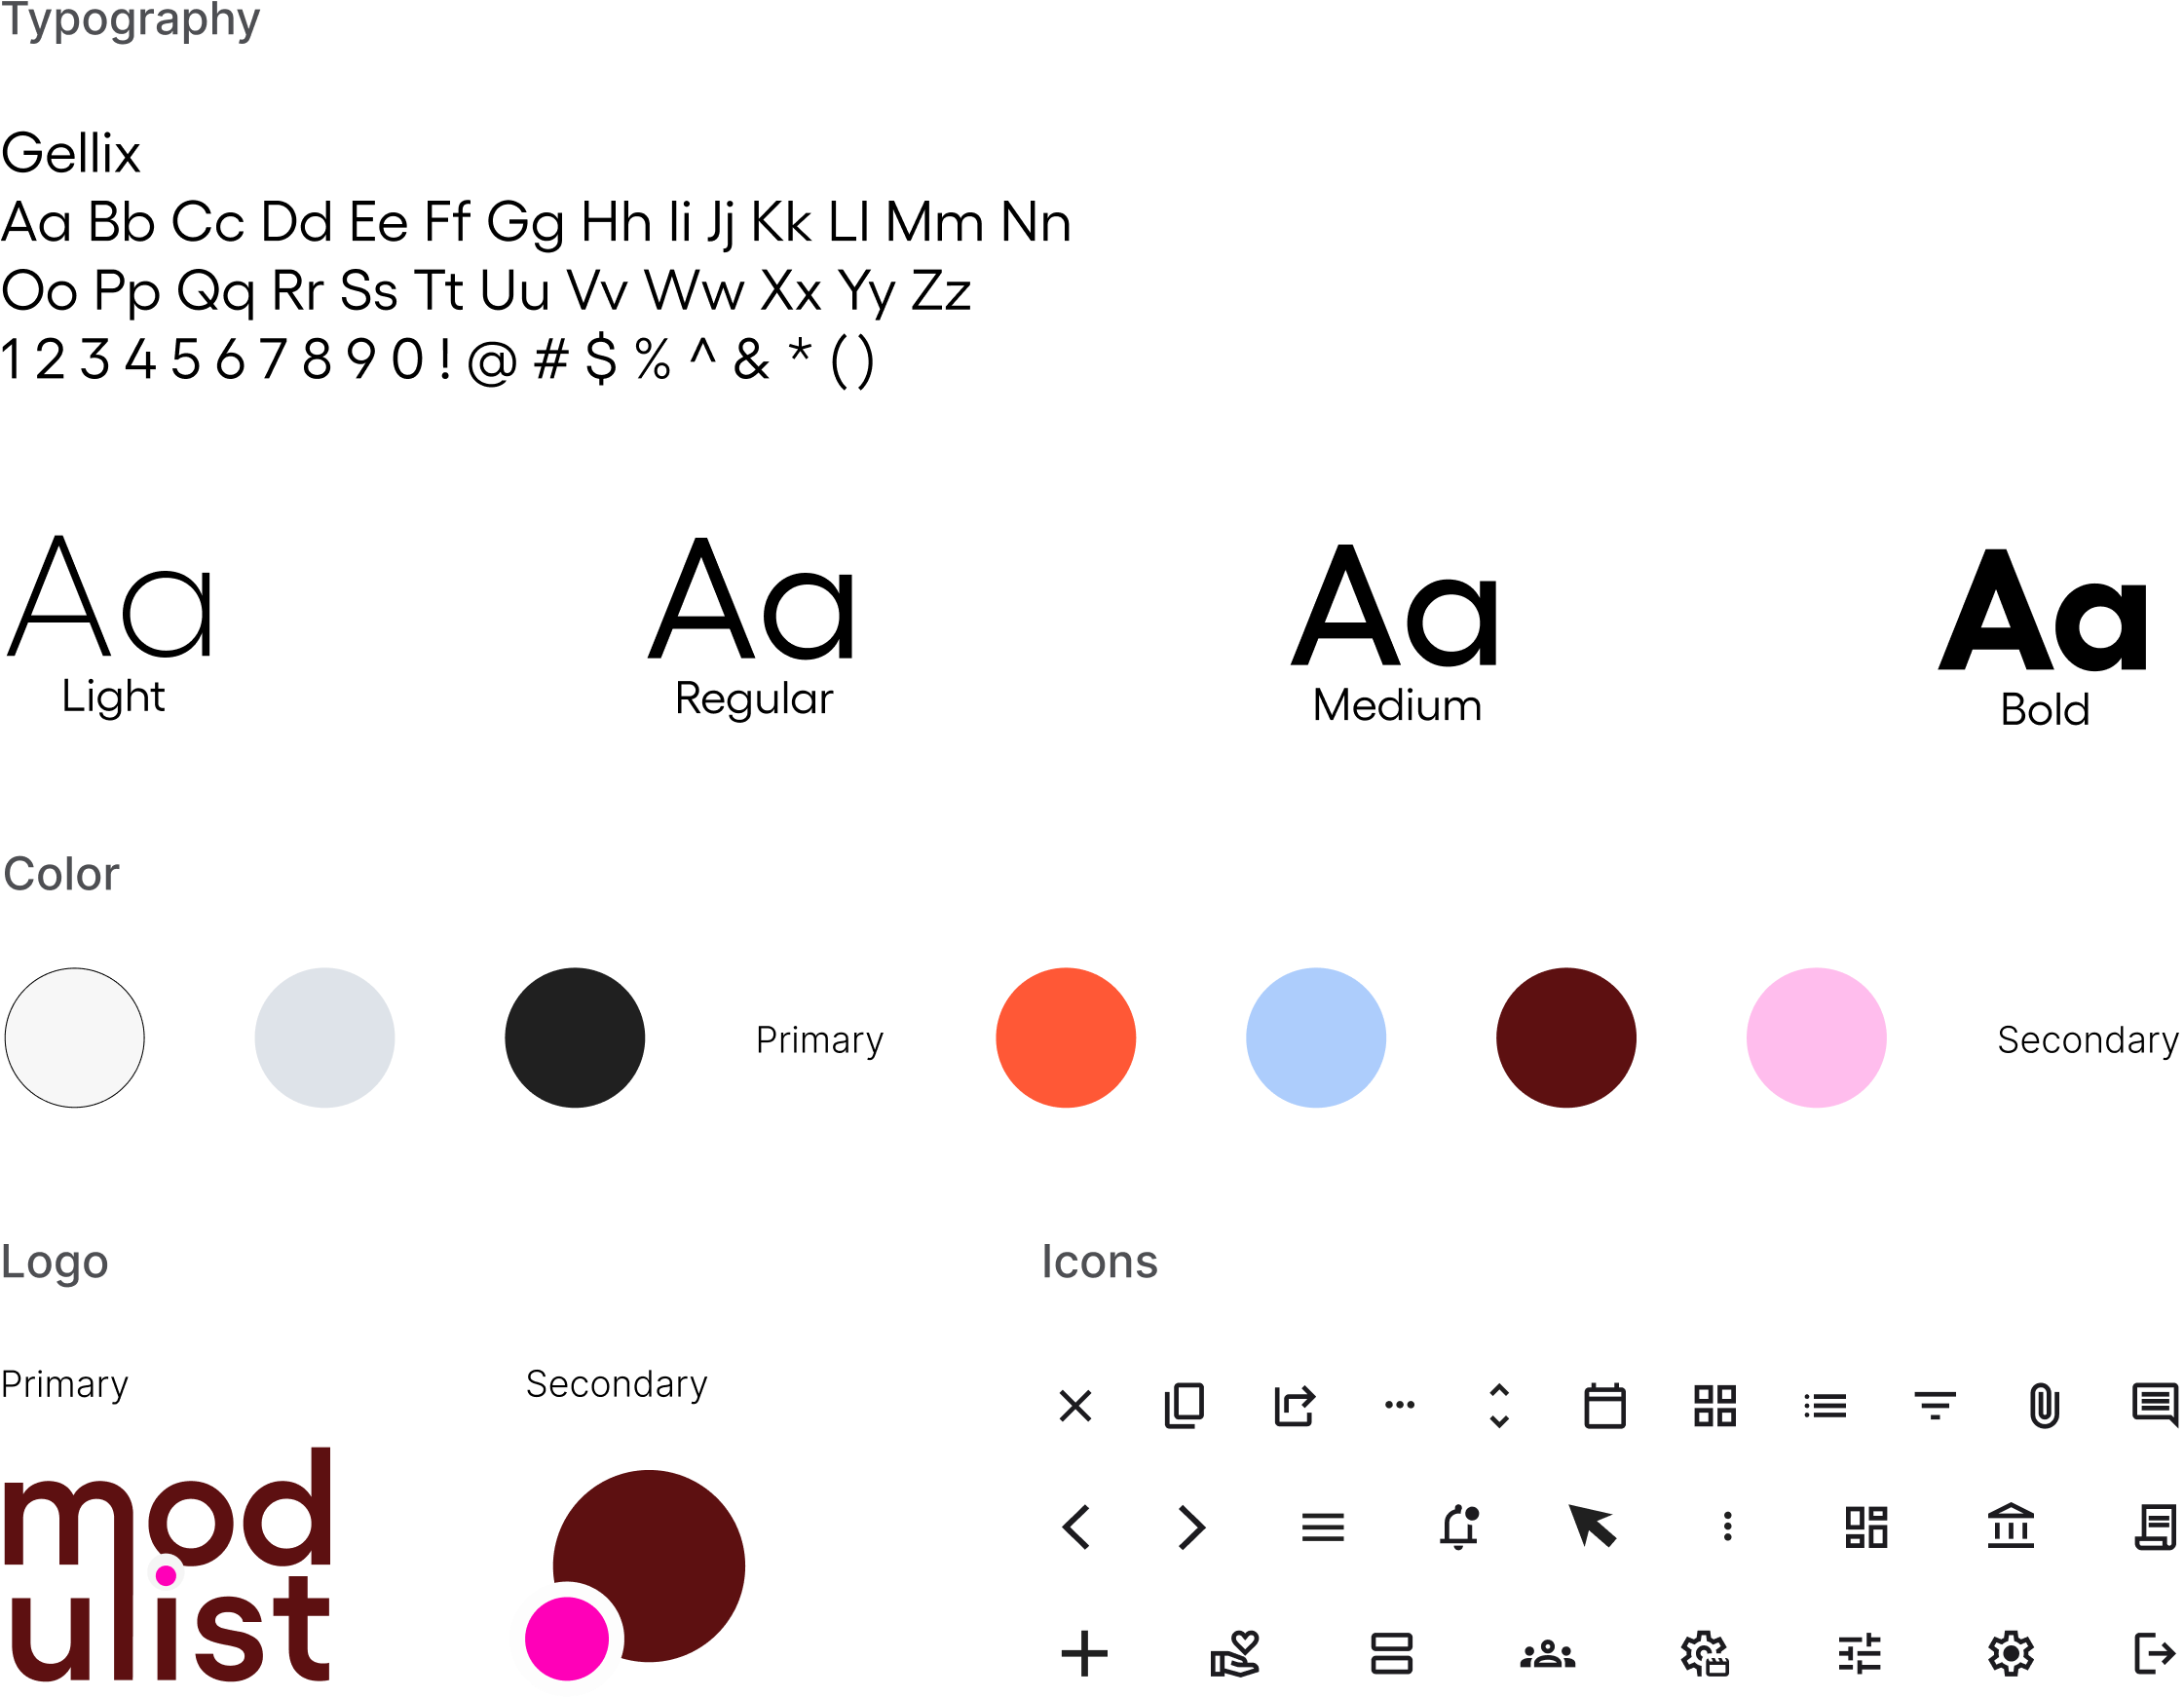 Typography
Gellix
Aa Bb Cc Dd Ee Ff Gg Hh Ii Jj Kk Ll Mm Nn
Oo Pp Qq Rr Ss Tt Uu Vv Ww Xx Yy Zz
1 2 3 4 5 6 7 8 9 0 ! @ # $ % ^ & * ( )
Aa
Light
Aa
Regular
Aa
Medium
Aa
Bold
Color
Primary
Secondary
Logo
Primary
Secondary
mod
ulist
Icons